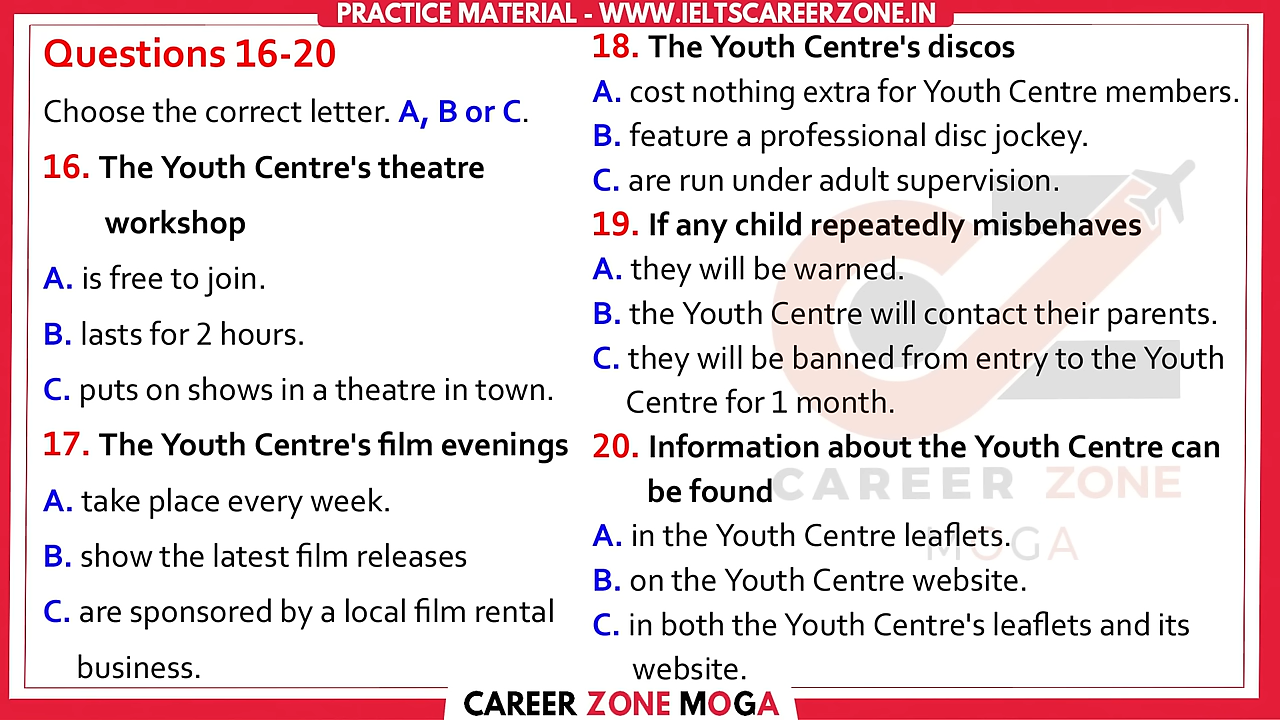 PRACTICE MATERIAL - WWW.IELTSCAREERZONE.IN
Questions 16-20
Choose the correct letter. A, B or C.
16. The Youth Centre's theatre
workshop
A. is free to join.
B. lasts for 2 hours.
C. puts on shows in a theatre in town.
17. The Youth Centre's film evenings
A. take place every week.
B. show the latest film releases
C. are sponsored by a local film rental
business.
18. The Youth Centre's discos
A. cost nothing extra for Youth Centre members.
B. feature a professional disc jockey.
C. are run under adult supervision.
19. If any child repeatedly misbehaves
A. they will be warned.
B. the Youth Centre will contact their parents.
C. they will be banned from entry to the Youth
Centre for 1 month.
20. Information about the Youth Centre can
be found
A. in the Youth Centre leaflets.
B. on the Youth Centre website.
C. in both the Youth Centre's leaflets and its
website.
CAREER ZONE
MOGA
CAREER ZONE MOGA